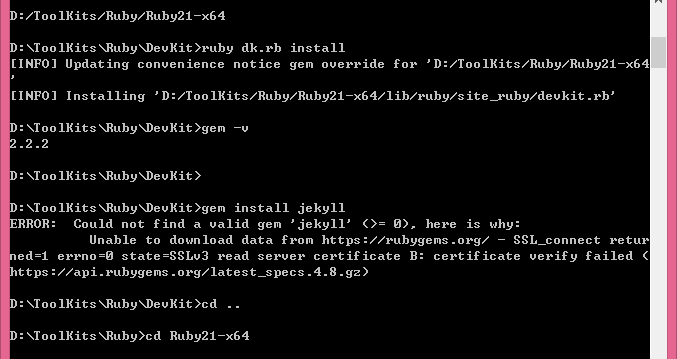 D:/ToolKits/Ruby/Ruby21-x64
D:\ToolKits\Ruby\DevKit>ruby dk.rb install
[INFO] Updating convenience notice gem override for 'D:/ToolKits/Ruby/Ruby21-x64
'
[INFO] Installing 'D:/ToolKits/Ruby/Ruby21-x64/lib/ruby/site_ruby/devkit.rb'
D:\ToolKits\Ruby\DevKit>gem -v
2.2.2
D:\ToolKits\Ruby\DevKit>
D:\ToolKits\Ruby\DevKit>gem install jekyll
ERROR:  Could not find a valid gem 'jekyll' (>= 0), here is why:
          Unable to download data from https://rubygems.org/ - SSL_connect retur
ned=1 errno=0 state=SSLv3 read server certificate B: certificate verify failed (
https://api.rubygems.org/latest_specs.4.8.gz)
D:\ToolKits\Ruby\DevKit>cd ..
D:\ToolKits\Ruby>cd Ruby21-x64